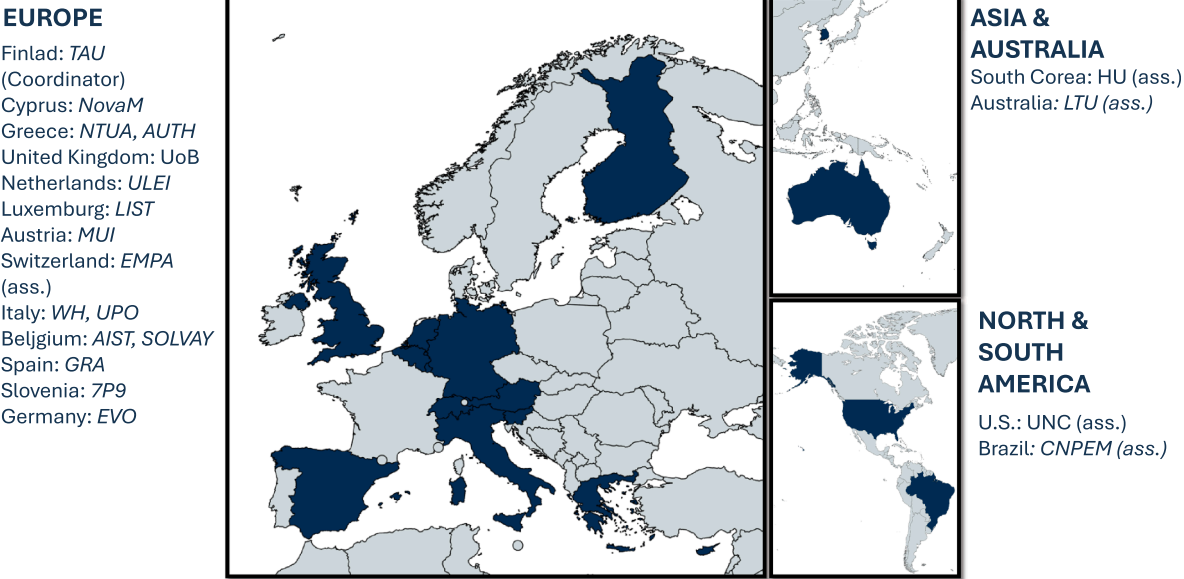 EUROPE
Finlad: TAU
(Coordinator)
Cyprus: NovaM
Greece: NTUA, AUTH
United Kingdom: UoB
Netherlands: ULEI
Luxemburg: LIST
Austria: MUI
Switzerland: EMPA
(ass.)
Italy: WH, UPO
Beljgium: AIST, SOLVAY
Spain: GRA
Slovenia: 7P9
Germany: EVO
ASIA &
AUSTRALIA
South Corea: HU (ass.)
Australia: LTU (ass.)
NORTH &
SOUTH
AMERICA
U.S.: UNC (ass.)
Brazil: CNPEM (ass.)